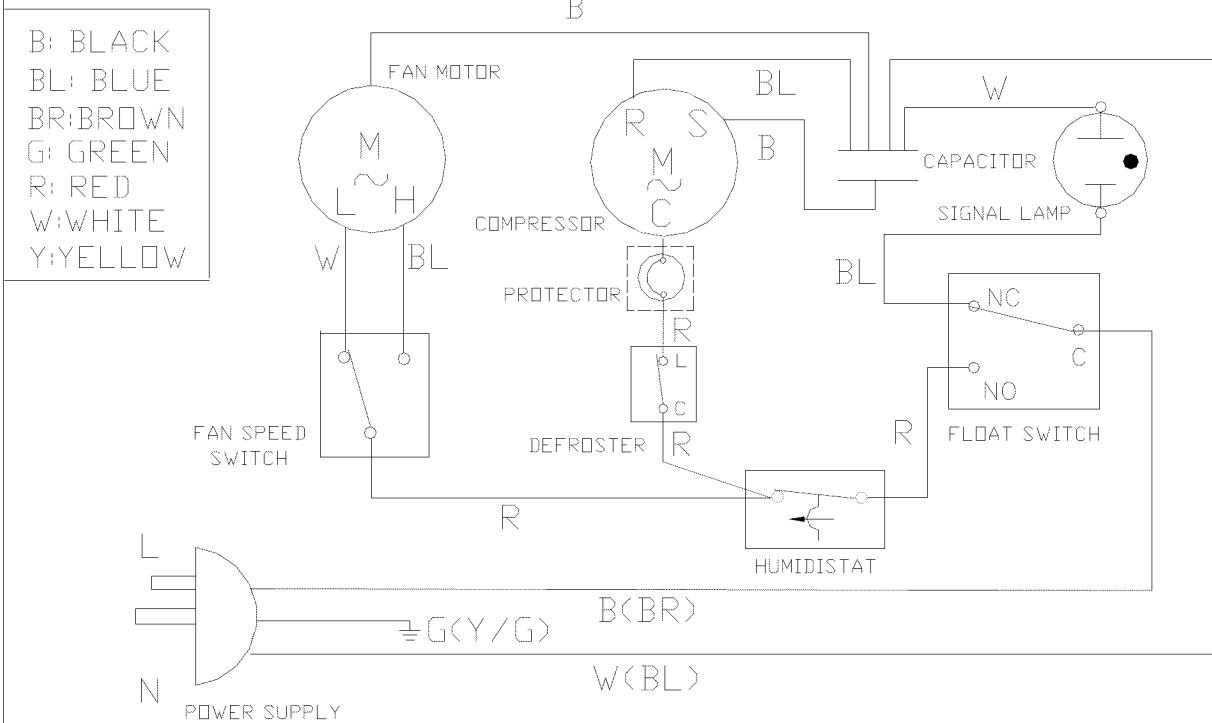 B
B: BLACK
BL: BLUE
BR:BROWN
G: GREEN
R: RED
W:WHITE
Y:YELLOW
FAN MOTOR
M
L H
W BL
BL
R S
M
C
B
COMPRESSOR
W
CAPACITOR
SIGNAL LAMP
PROTECTOR
BL
R
L
C
NC
C
NO
FAN SPEED
SWITCH
DEFROSTER
R
R
FLOAT SWITCH
R
HUMIDISTAT
L
B(BR)
G(Y/G)
W(BL)
N
POWER SUPPLY